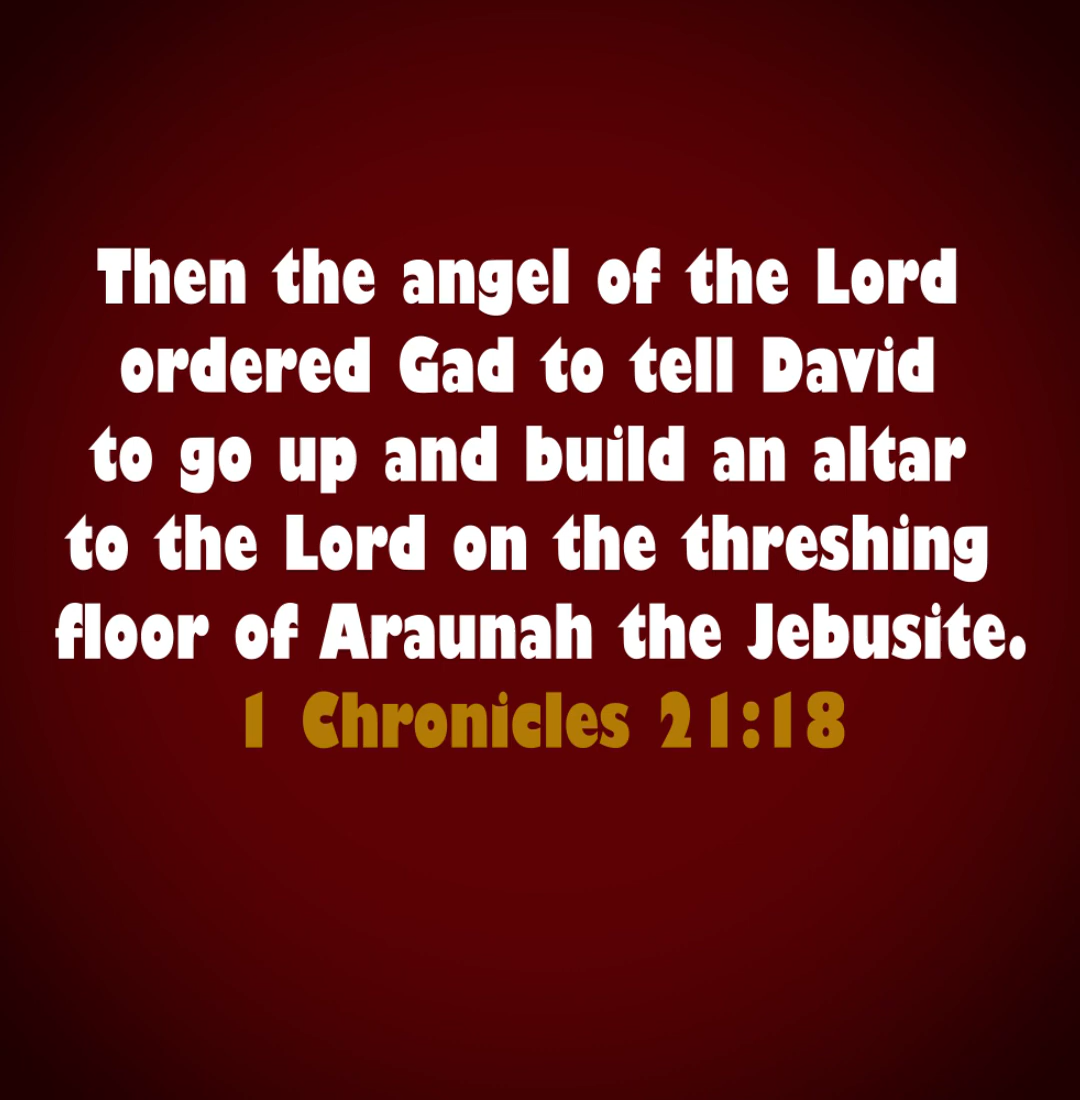 Then the angel of the Lord
ordered Gad to tell David
to go up and build an altar
to the Lord on the threshing
floor of Araunah the Jebusite.
1 Chronicles 21:18